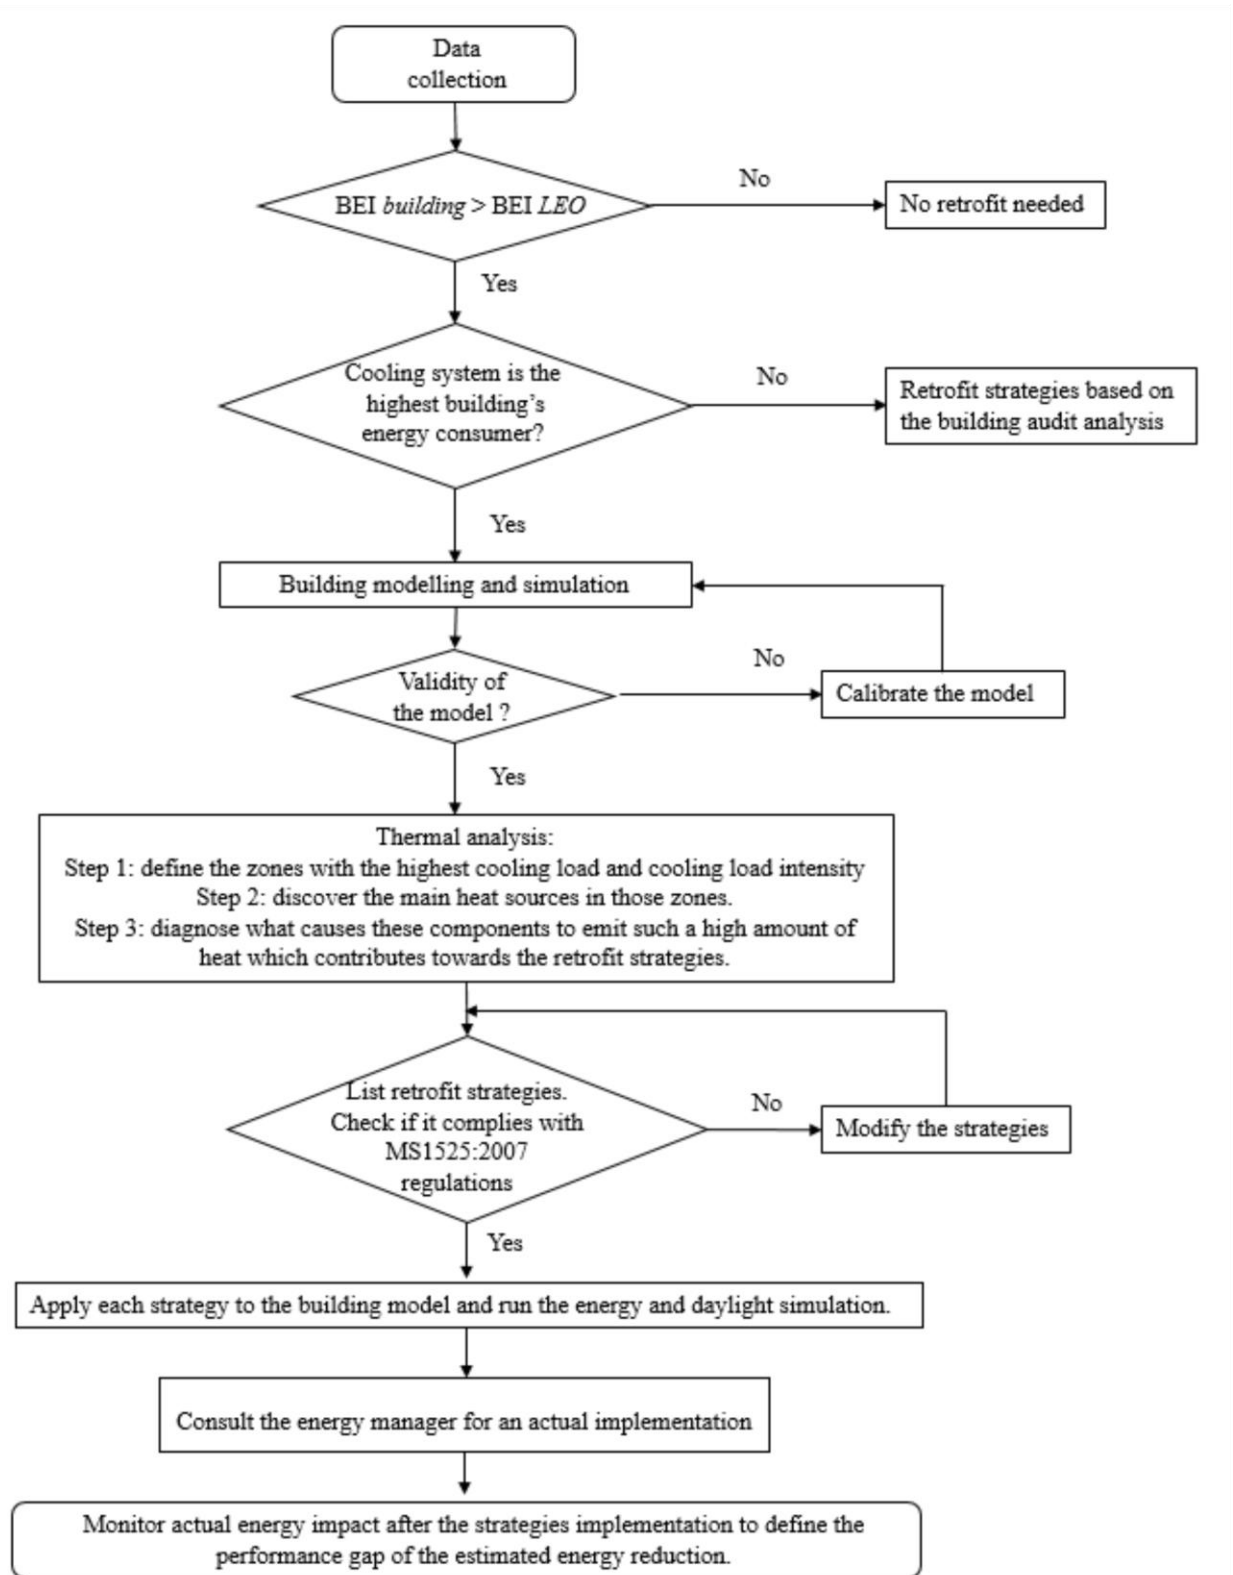 Data
collection
BEI building > BEI LEO
No
No retrofit needed
Yes
Cooling system is the
highest building's
energy consumer?
No
Retrofit strategies based on
the building audit analysis
Yes
Building modelling and simulation
Validity of
the model ?
No
Calibrate the model
Yes
Thermal analysis:
Step 1: define the zones with the highest cooling load and cooling load intensity
Step 2: discover the main heat sources in those zones.
Step 3: diagnose what causes these components to emit such a high amount of
heat which contributes towards the retrofit strategies.
List retrofit strategies.
Check if it complies with
MS1525:2007
regulations
No
Modify the strategies
Yes
Apply each strategy to the building model and run the energy and daylight simulation.
Consult the energy manager for an actual implementation
Monitor actual energy impact after the strategies implementation to define the
performance gap of the estimated energy reduction.